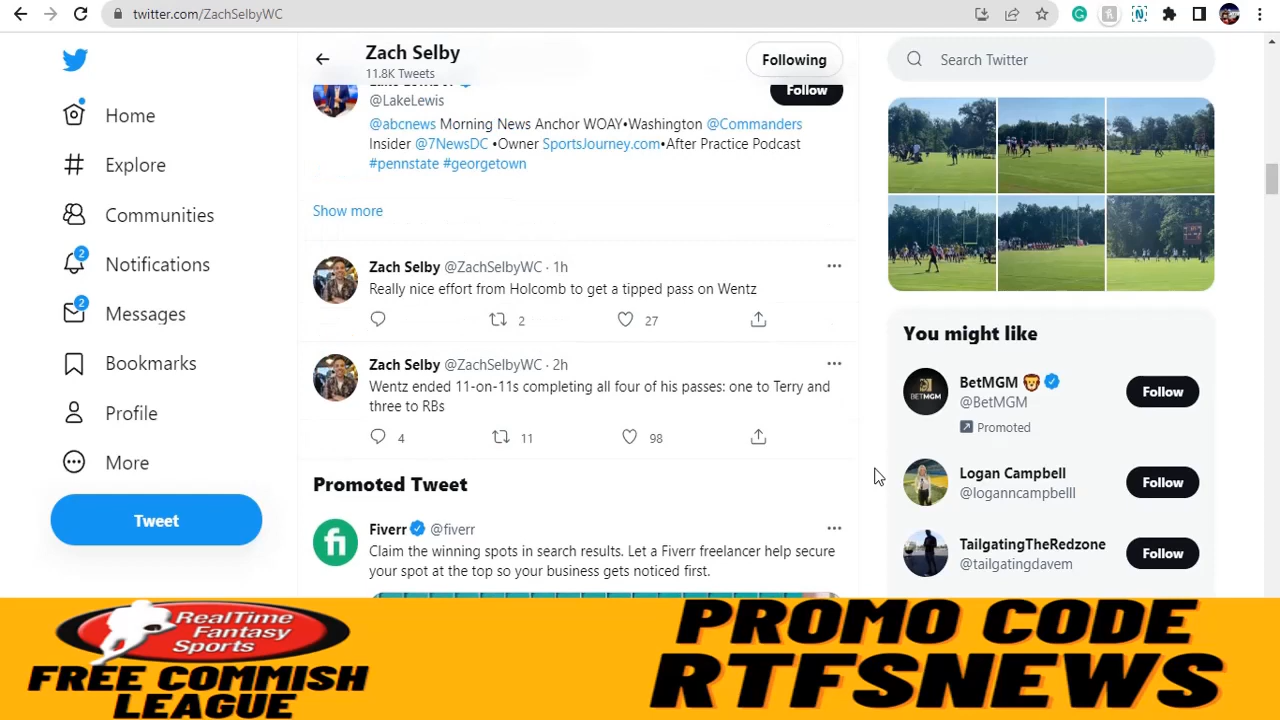 twitter.com/ZachSelbyWC
Zach Selby
11.8K Tweets
Following
Search Twitter
Home
Explore
Communities
2
Notifications
2
Messages
Bookmarks
Profile
More
Tweet
@LakeLewis
Follow
@abcnews Morning News Anchor WOAY•Washington @Commanders
Insider @7NewsDC •Owner SportsJourney.com•After Practice Podcast
#pennstate #georgetown
Show more
Zach Selby @ZachSelbyWC · 1h
Really nice effort from Holcomb to get a tipped pass on Wentz
2 27
Zach Selby @ZachSelbyWC · 2h
Wentz ended 11-on-11s completing all four of his passes: one to Terry and
three to RBs
4 11 98
Promoted Tweet
fi
Fiverr @fiverr
Claim the winning spots in search results. Let a Fiverr freelancer help secure
your spot at the top so your business gets noticed first.
You might like
BETMGM
BetMGM
@BetMGM
Promoted
Follow
Logan Campbell
@loganncampbelll
Follow
TailgatingTheRedzone
@tailgatingdavem
Follow
RealTime
Fantasy
Sports
FREE COMMISH
LEAGUE
PROMO CODE
RTFSNEWS